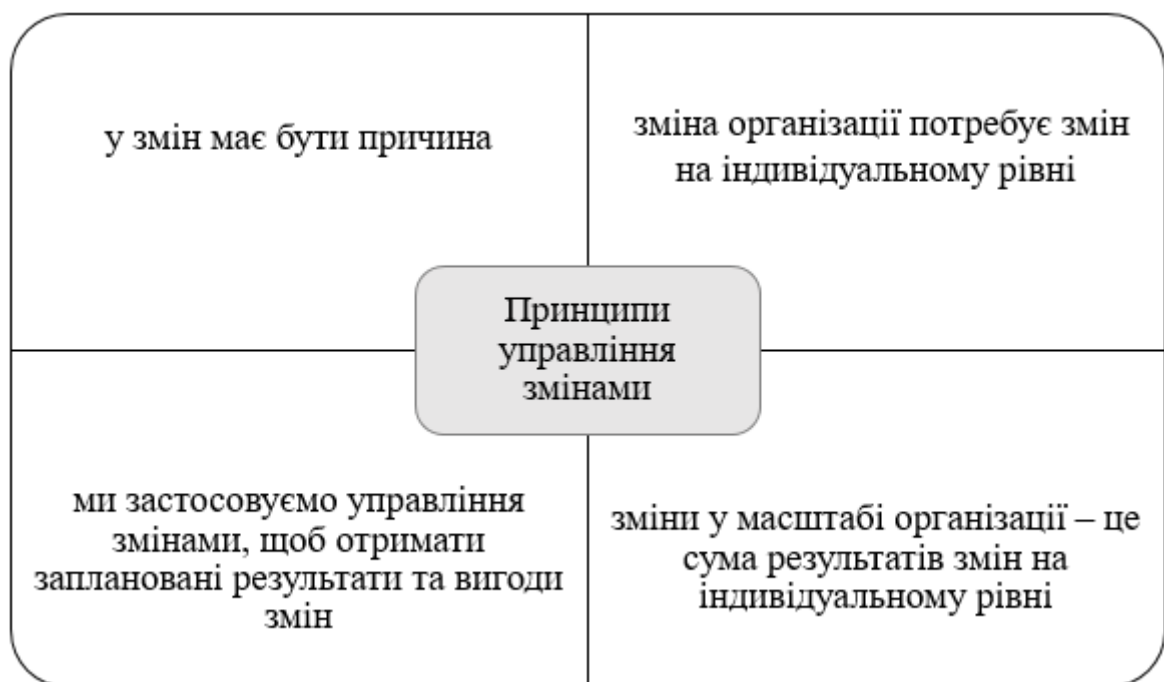 у змін має бути причина
зміна організації потребує змін
на індивідуальному рівні
Принципи
управління
змінами
ми застосовуємо управління
змінами, щоб отримати
заплановані результати та вигоди
змін
зміни у масштабі організації – це
сума результатів змін на
індивідуальному рівні